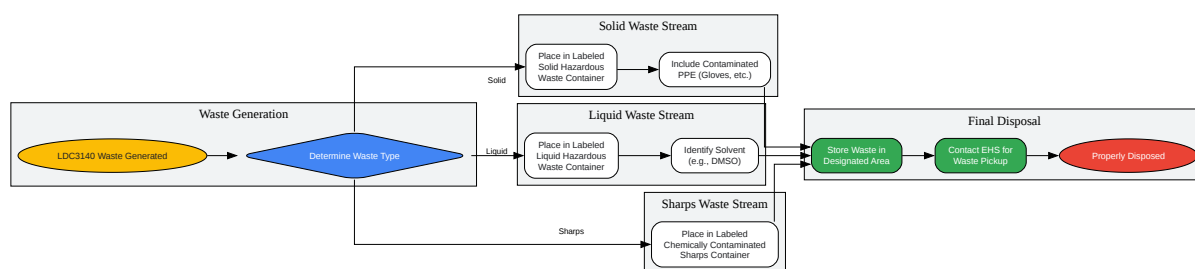 Solid Waste Stream
Place in Labeled
Solid Hazardous
Waste Container
Include Contaminated
PPE (Gloves, etc.)
Solid
Waste Generation
LDC3140 Waste Generated
Determine Waste Type
Liquid
Liquid Waste Stream
Place in Labeled
Liquid Hazardous
Waste Container
Identify Solvent
(e.g., DMSO)
Final Disposal
Store Waste in
Designated Area
Contact EHS for
Waste Pickup
Properly Disposed
Sharps
Sharps Waste Stream
Place in Labeled
Chemically Contaminated
Sharps Container